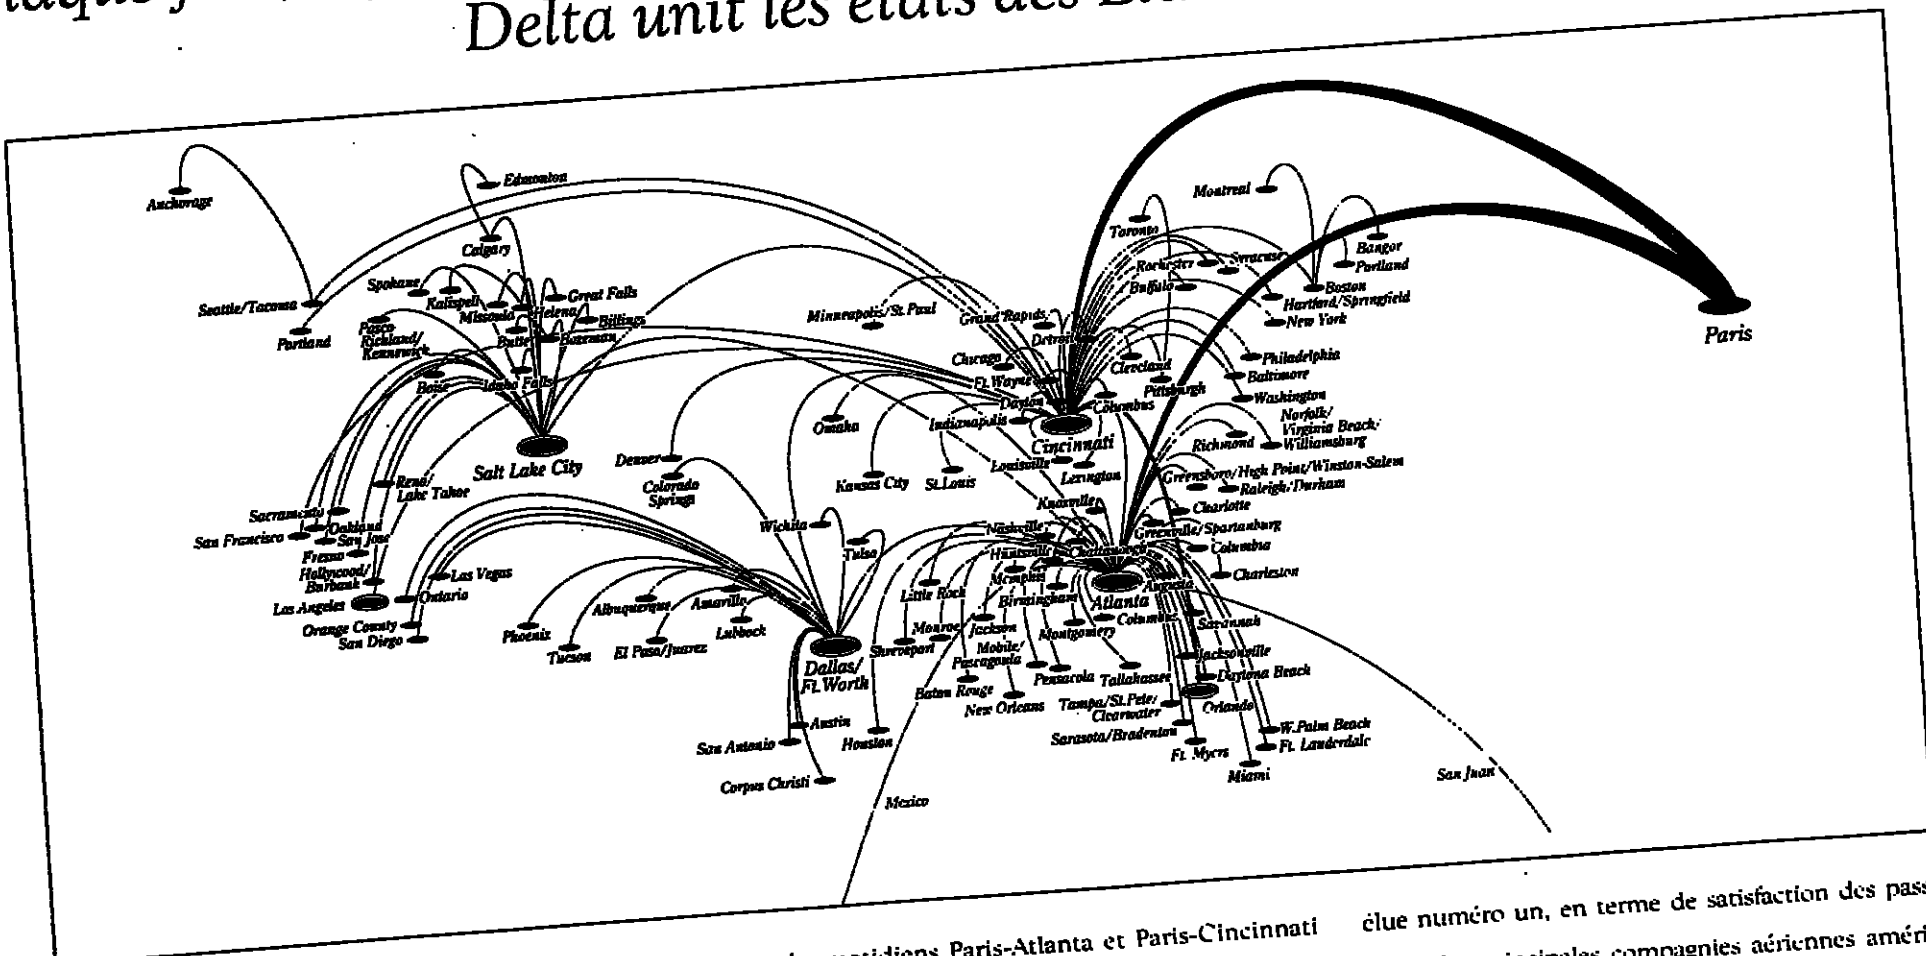 Delta unit les états des
Anchorage
Edmonton
Calgary
Seattle/Tacoma
Portland
Spokane
Kalispell
Missoula
Helena
Great Falls
Billings
Butte
Bozeman
Pasco
Richland/
Kennewick
Boise
Idaho Falls
Salt Lake City
Reno/
Lake Tahoe
Sacramento
Oakland
San Francisco
San Jose
Fresno
Hollywood/
Burbank
Los Angeles
Las Vegas
Ontario
Orange County
San Diego
Phoenix
Tucson
Albuquerque
El Paso/Juarez
Amarillo
Lubbock
Denver
Colorado
Springs
Wichita
Tulsa
Omaha
Kansas City
St.Louis
Minneapolis/St.Paul
Grand Rapids
Detroit
Chicago
Ft.Wayne
Dayton
Indianapolis
Columbus
Cincinnati
Louisville
Lexington
Cleveland
Pittsburgh
Toronto
Rochester
Syracuse
Buffalo
Montreal
Bangor
Portland
Boston
Hartford/Springfield
New York
Philadelphia
Baltimore
Washington
Norfolk/
Virginia Beach/
Williamsburg
Richmond
Greensboro/High Point/Winston-Salem
Raleigh/Durham
Charlotte
Greenville/Spartanburg
Columbia
Charleston
Knoxville
Nashville
Huntsville
Chattanooga
Memphis
Little Rock
Birmingham
Atlanta
Augusta
Columbus
Savannah
Montgomery
Jackson
Monroe
Shreveport
Mobile/
Pascagoula
Baton Rouge
New Orleans
Pensacola
Tallahassee
Jacksonville
Daytona Beach
Orlando
Tampa/St.Pete/
Clearwater
Sarasota/Bradenton
Ft. Myers
W.Palm Beach
Ft. Lauderdale
Miami
Dallas/
Ft.Worth
Austin
San Antonio
Houston
Corpus Christi
Mexico
San Juan
Paris
Paris-Atlanta et Paris-Cincinnati
élue numéro un, en terme de satisfaction des
compagnies aériennes